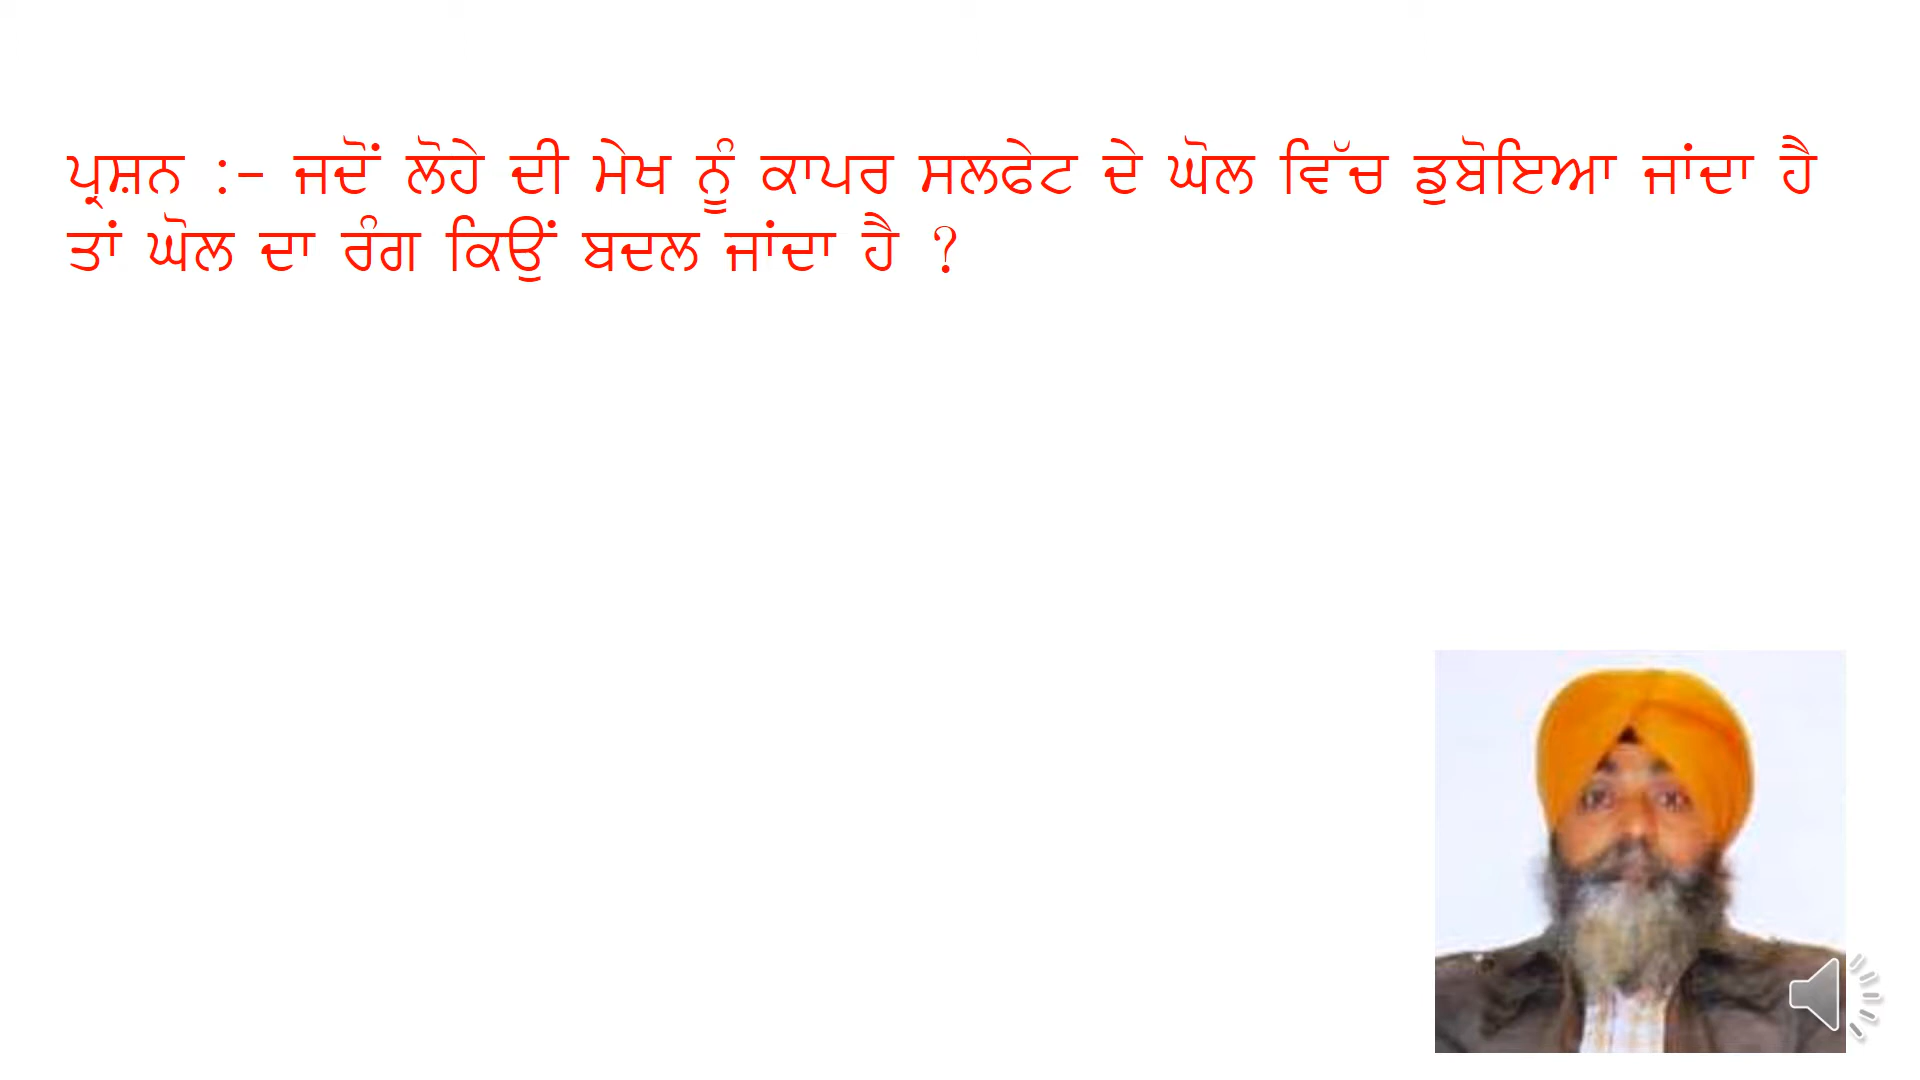 ਪ੍ਰਸ਼ਨ :- ਜਦੋਂ ਲੋਹੇ ਦੀ ਮੇਖ ਨੂੰ ਕਾਪਰ ਸਲਫੇਟ ਦੇ ਘੋਲ ਵਿੱਚ ਡੁਬੋਇਆ ਜਾਂਦਾ ਹੈ
ਤਾਂ ਘੋਲ ਦਾ ਰੰਗ ਕਿਉਂ ਬਦਲ ਜਾਂਦਾ ਹੈ ?